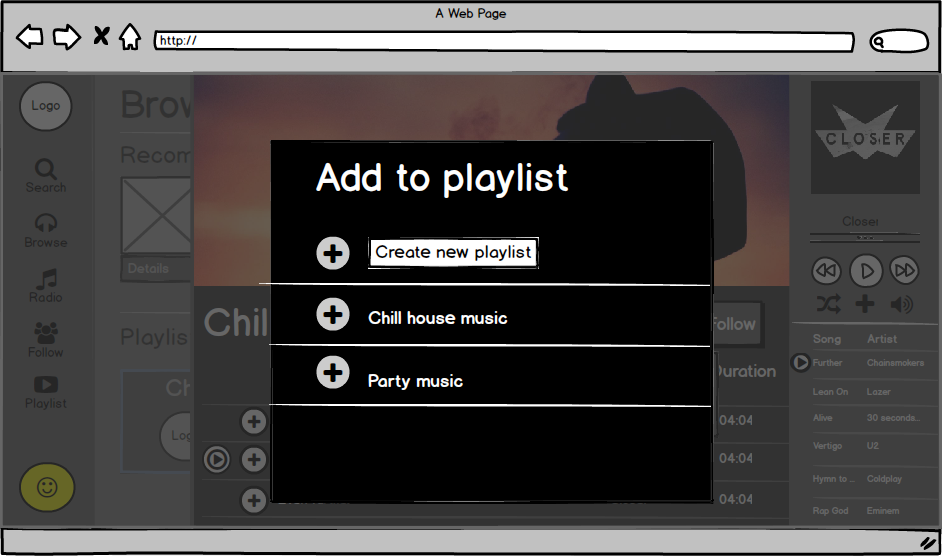 A Web Page
http://
Logo
Search
Browse
Radio
Follow
Playlist
Brow
Recom
Details
Playlis
Ch
Log
Chil
Follow
Duration
04:04
04:04
04:04
Add to playlist
Create new playlist
Chill house music
Party music
CLOSER
Closer
Song Artist
Further Chainsmokers
Lean On Lazer
Alive 30 seconds..
Vertigo U2
Hymn to .. Coldplay
Rap God Eminem